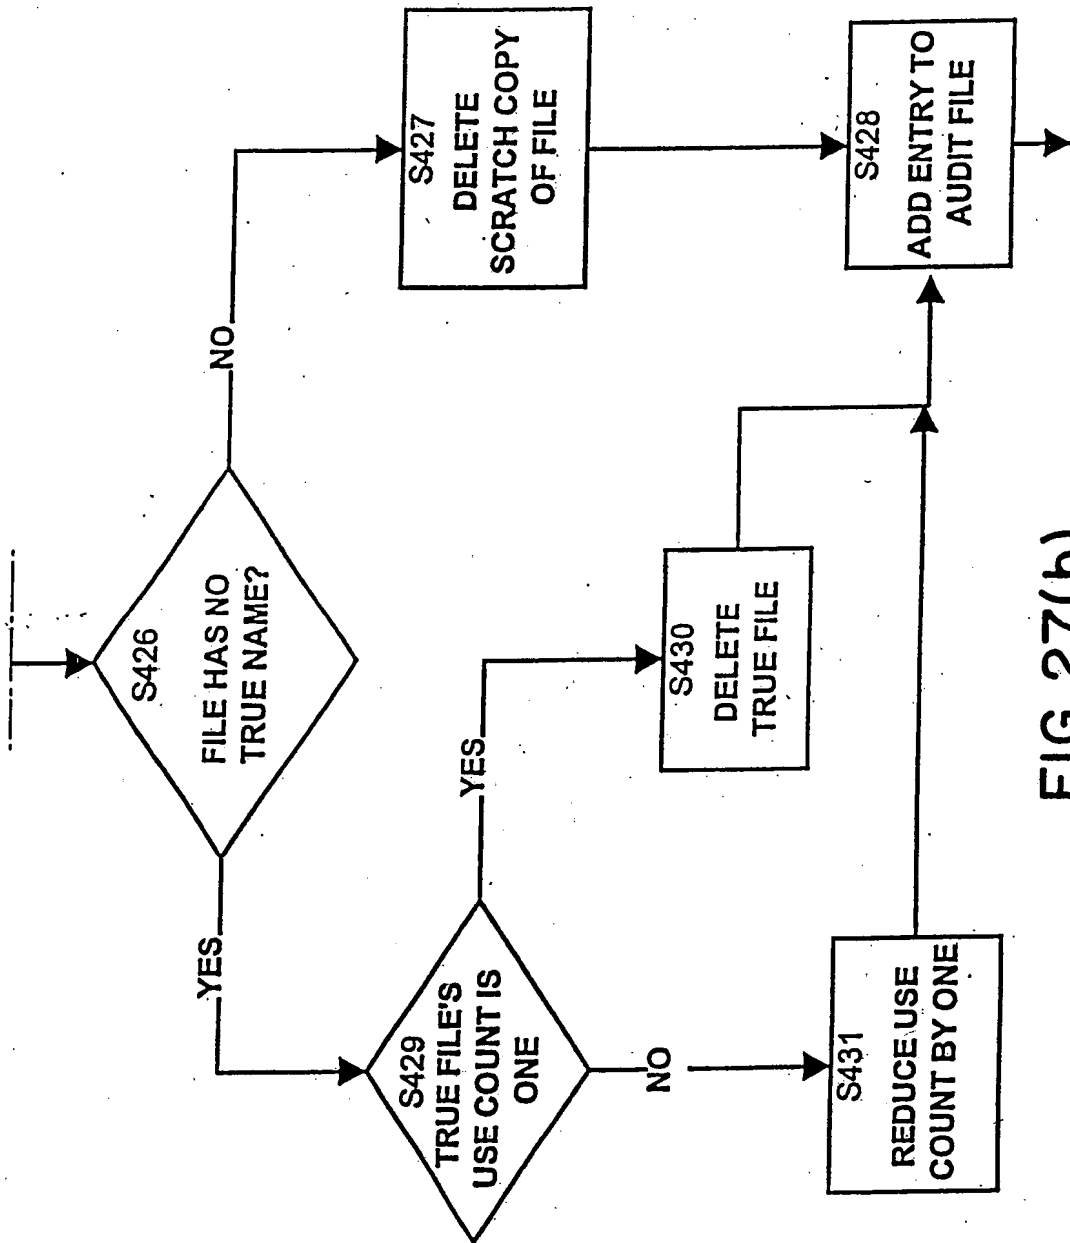 S426
FILE HAS NO
TRUE NAME?
NO
YES
S427
DELETE
SCRATCH COPY
OF FILE
S429
TRUE FILE'S
USE COUNT IS
ONE
YES
NO
S430
DELETE
TRUE FILE
S431
REDUCE USE
COUNT BY ONE
S428
ADD ENTRY TO
AUDIT FILE
FIG. 27(b)